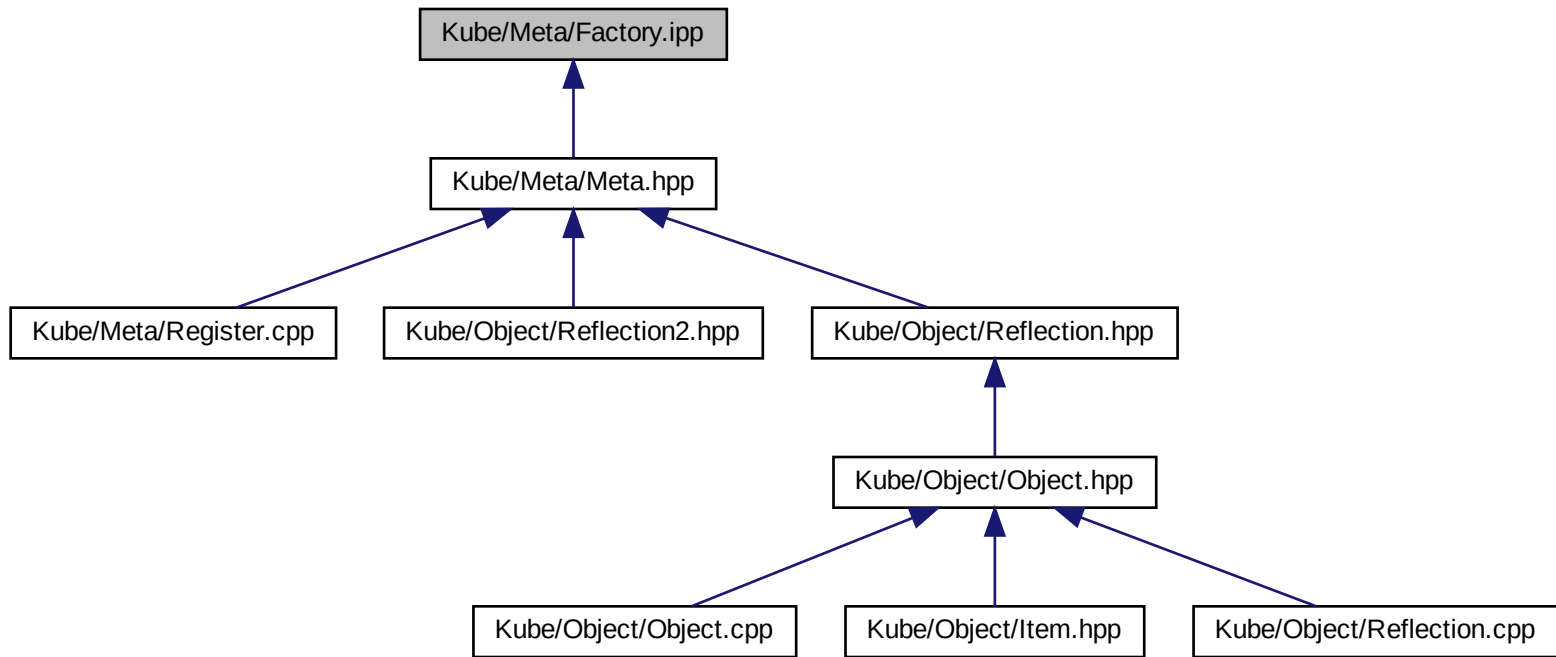 Kube/Meta/Factory.ipp
Kube/Meta/Meta.hpp
Kube/Meta/Register.cpp
Kube/Object/Reflection2.hpp
Kube/Object/Reflection.hpp
Kube/Object/Object.hpp
Kube/Object/Object.cpp
Kube/Object/Item.hpp
Kube/Object/Reflection.cpp